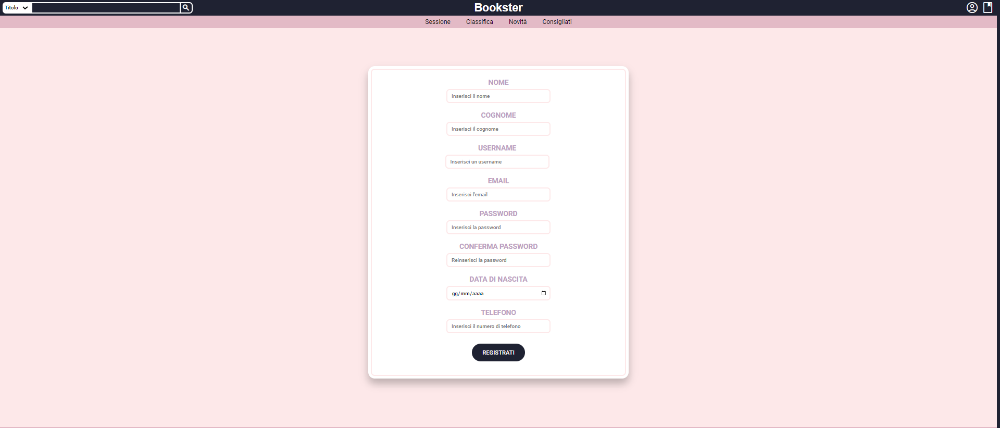 Titolo
Bookster
Sessione Classifica Novità Consigliati
NOME
Inserisci il nome
COGNOME
Inserisci il cognome
USERNAME
Inserisci un username
EMAIL
Inserisci l'email
PASSWORD
Inserisci la password
CONFERMA PASSWORD
Reinserisci la password
DATA DI NASCITA
gg/mm/aaaa
TELEFONO
Inserisci il numero di telefono
REGISTRATI